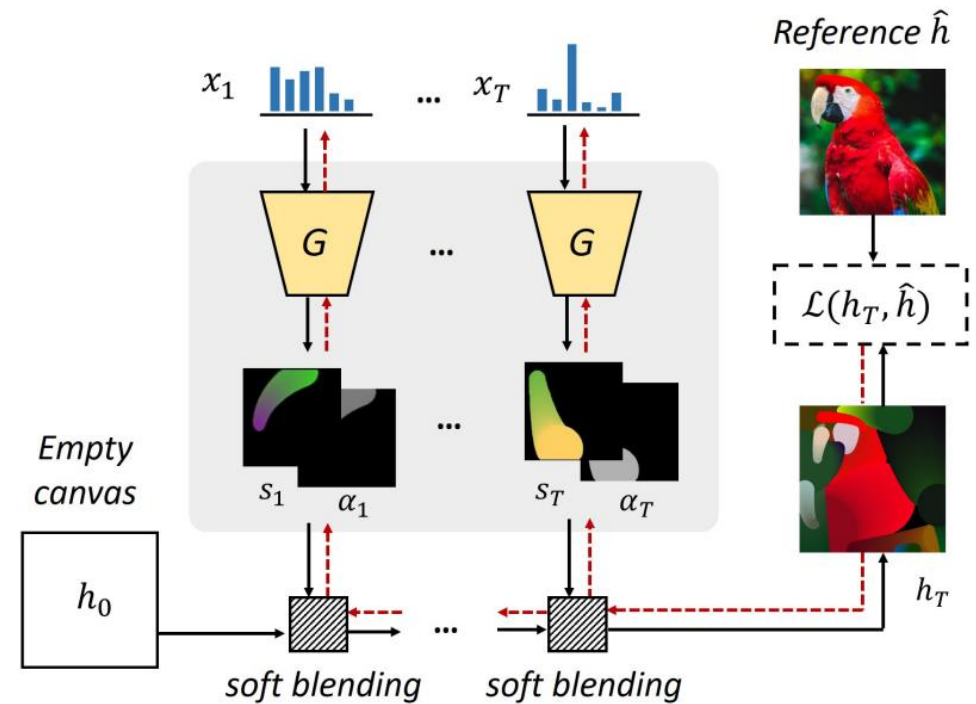 Reference ĥ
x₁ ... x_T
G ... G
ℒ(h_T, ĥ)
...
s₁ α₁ s_T α_T
Empty
canvas
h₀
h_T
...
soft blending soft blending